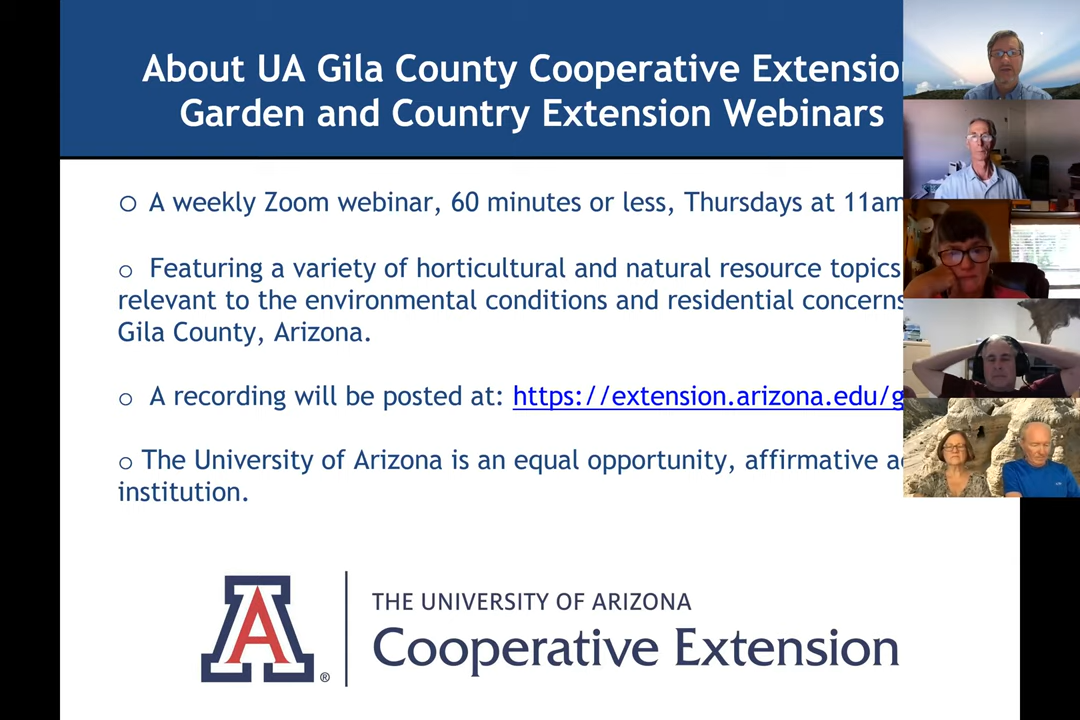 About UA Gila County Cooperative Extension
Garden and Country Extension Webinars
o A weekly Zoom webinar, 60 minutes or less, Thursdays at 11am
o Featuring a variety of horticultural and natural resource topics
relevant to the environmental conditions and residential concerns
Gila County, Arizona.
o A recording will be posted at: https://extension.arizona.edu/g
o The University of Arizona is an equal opportunity, affirmative
institution.
A ®
THE UNIVERSITY OF ARIZONA
Cooperative Extension